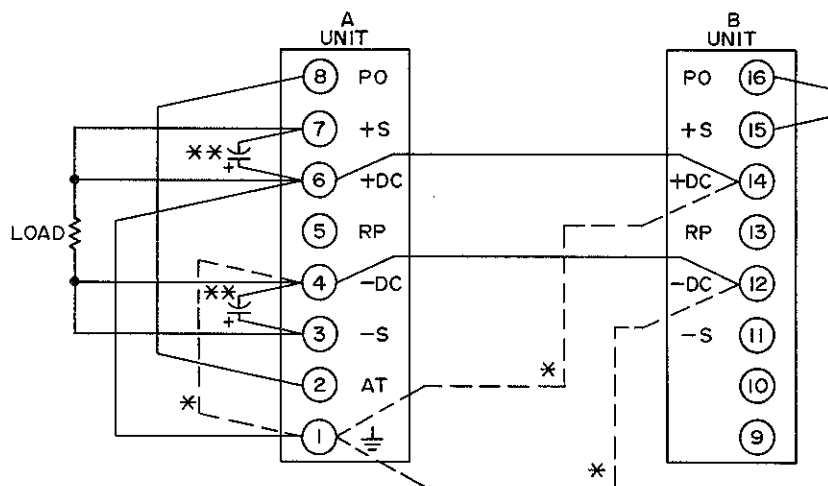 A
UNIT
B
UNIT
8 PO
7 +S
**
+
6 +DC
LOAD
5 RP
4 -DC
**
+
3 -S
2 AT
*
1
*
PO 16
+S 15
+DC 14
RP 13
-DC 12
-S 11
10
9
*